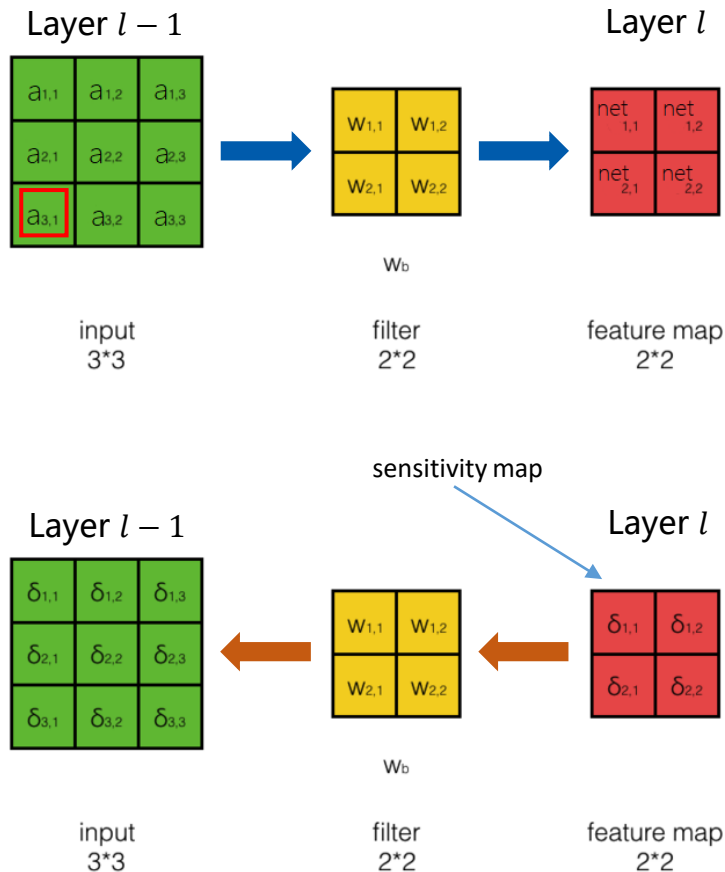 Layer l − 1 Layer l
a1,1 a1,2 a1,3
a2,1 a2,2 a2,3
a3,1 a3,2 a3,3
w1,1 w1,2
w2,1 w2,2
net1,1 net1,2
net2,1 net2,2
wb
input filter feature map
3*3 2*2 2*2
sensitivity map
Layer l − 1 Layer l
δ1,1 δ1,2 δ1,3
δ2,1 δ2,2 δ2,3
δ3,1 δ3,2 δ3,3
w1,1 w1,2
w2,1 w2,2
δ1,1 δ1,2
δ2,1 δ2,2
wb
input filter feature map
3*3 2*2 2*2